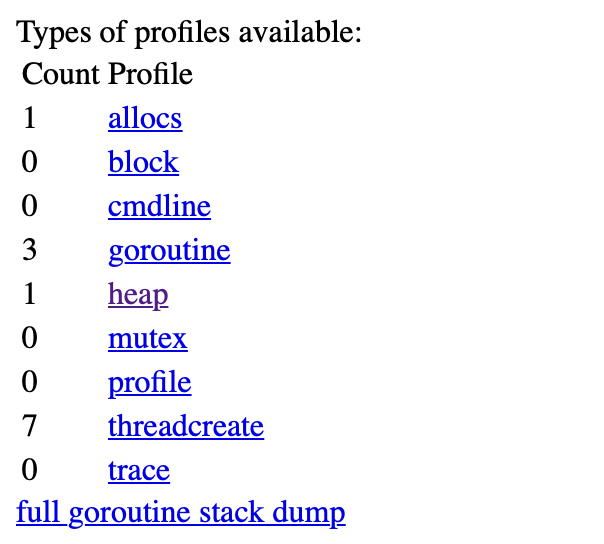 Types of profiles available:
Count Profile
1 allocs
0 block
0 cmdline
3 goroutine
1 heap
0 mutex
0 profile
7 threadcreate
0 trace
full goroutine stack dump